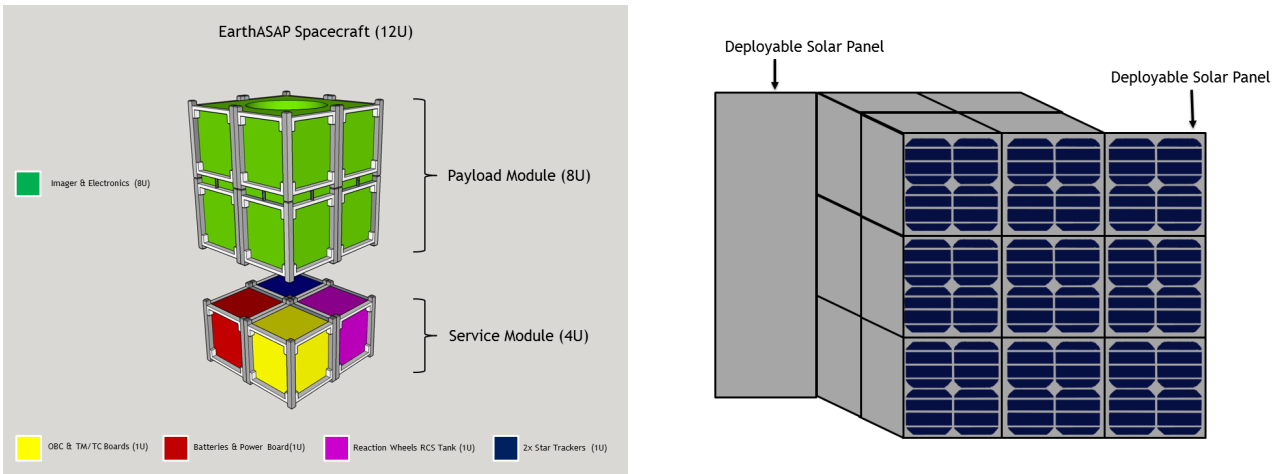 EarthASAP Spacecraft (12U)
Imager & Electronics (8U)
Payload Module (8U)
Service Module (4U)
OBC & TM/TC Boards (1U)
Batteries & Power Board(1U)
Reaction Wheels RCS Tank (1U)
2x Star Trackers (1U)
Deployable Solar Panel
Deployable Solar Panel